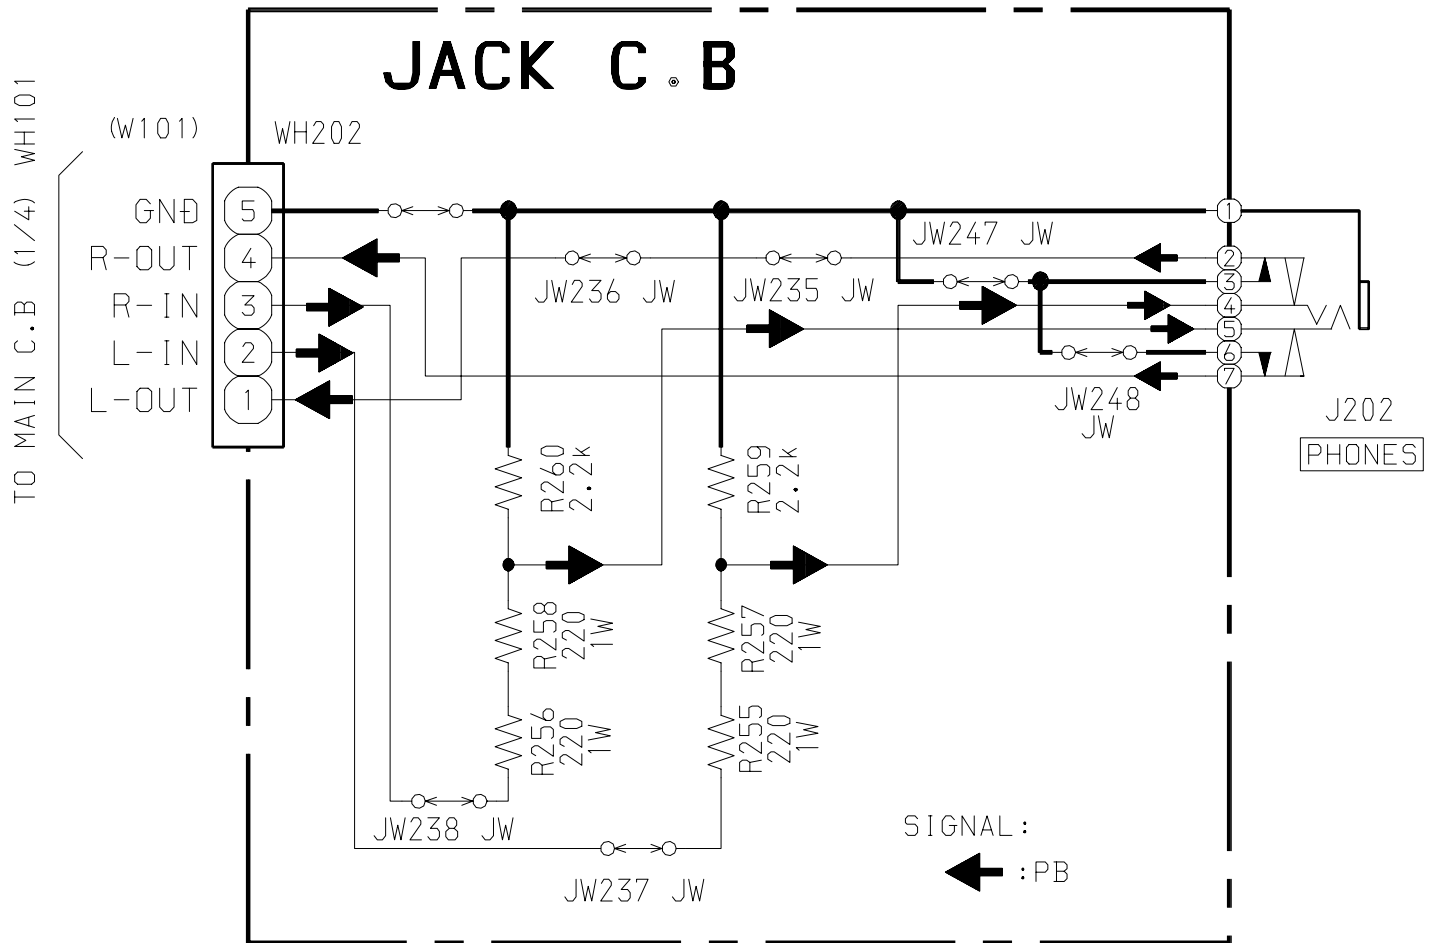 JACK C.B
TO MAIN C.B (1/4) WH101
(W101)
WH202
GND 5
R-OUT 4
R-IN 3
L-IN 2
L-OUT 1
1
2
3
4
5
6
7
JW247 JW
JW236 JW
JW235 JW
JW248
JW
J202
PHONES
R260
2.2k
R259
2.2k
R258
220
1W
R257
220
1W
R256
220
1W
R255
220
1W
JW238 JW
JW237 JW
SIGNAL:
:PB